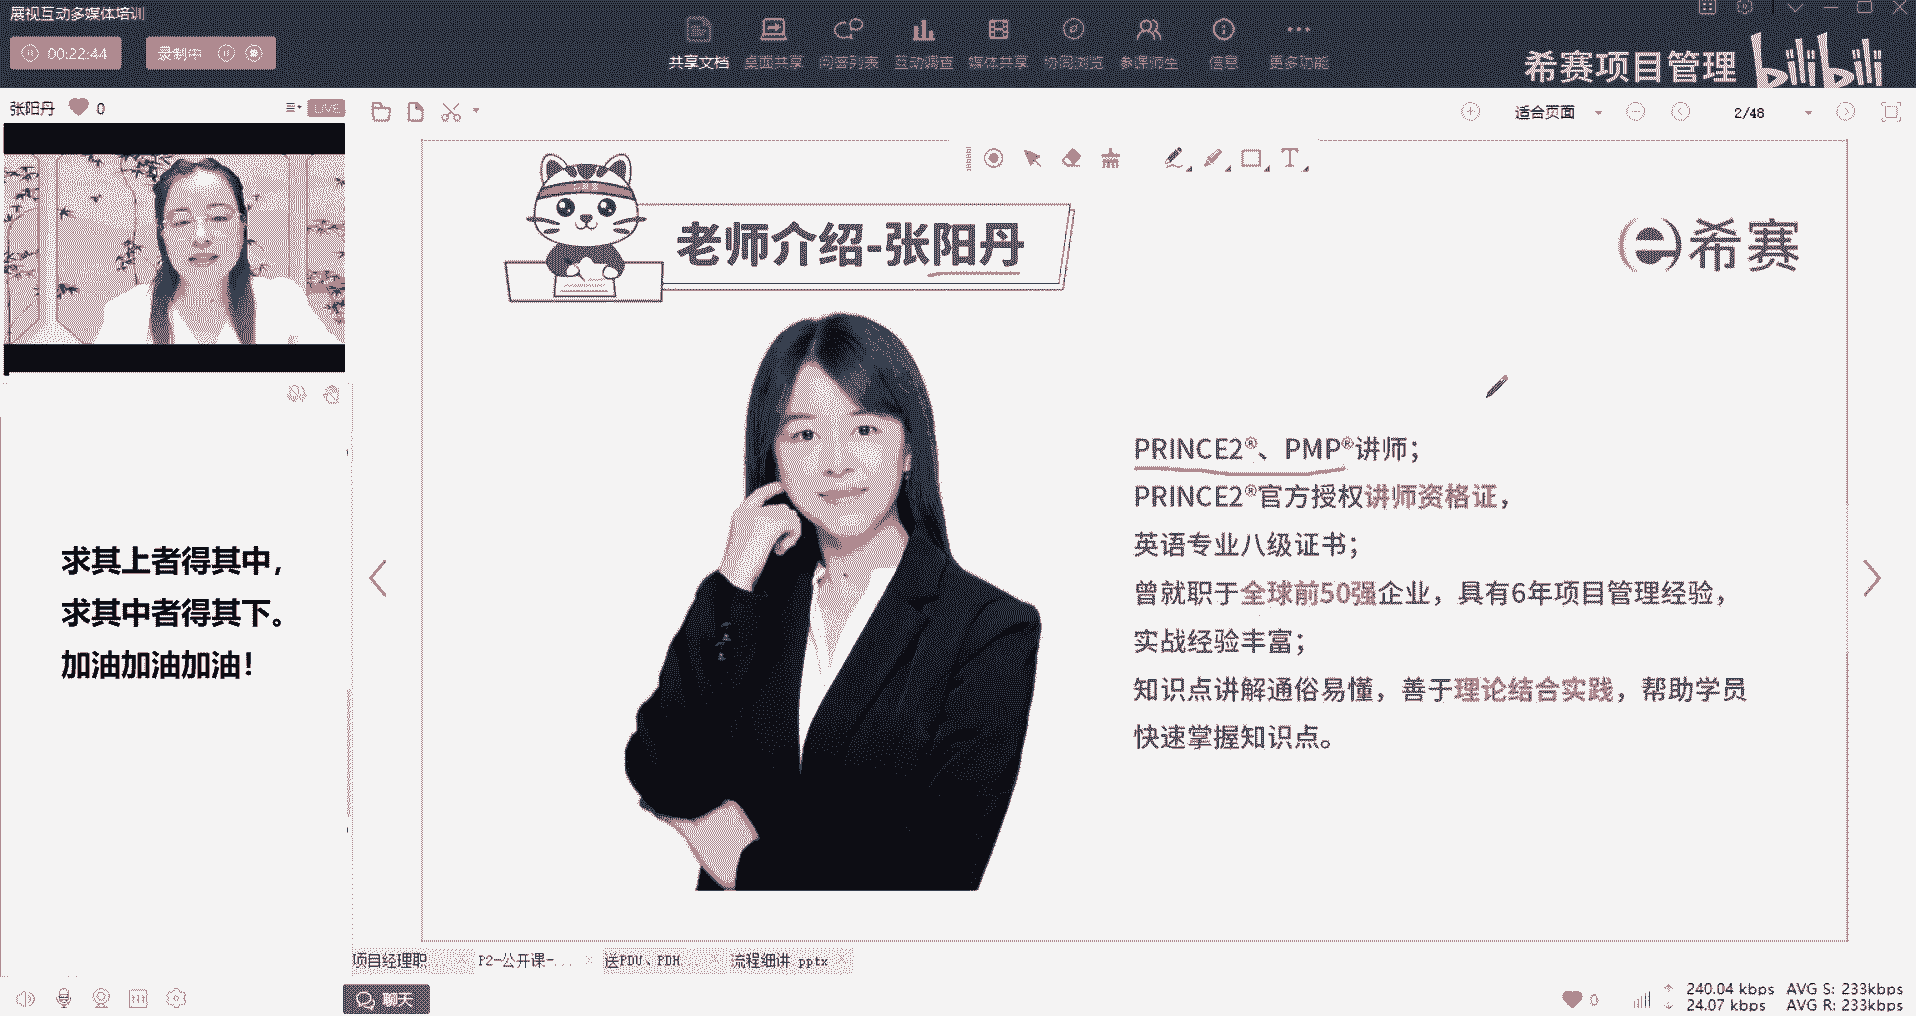 展视互动多媒体培训
00:22:44
录制中
共享文档 桌面共享 问答列表 互动调查 媒体共享 协同浏览 参课师生 信息 更多功能
希赛项目管理 bilibili
张阳丹 0 LIVE
适合页面 2/48
老师介绍-张阳丹
希赛
PRINCE2®、PMP®讲师；
PRINCE2®官方授权讲师资格证，
英语专业八级证书；
曾就职于全球前50强企业，具有6年项目管理经验，
实战经验丰富；
知识点讲解通俗易懂，善于理论结合实践，帮助学员
快速掌握知识点。
求其上者得其中，
求其中者得其下。
加油加油加油！
项目经理职 P2-公开课-... 送PDU、PDH... 流程细讲.pptx
聊天
0
240.04 kbps AVG S: 233kbps
24.07 kbps AVG R: 233kbps